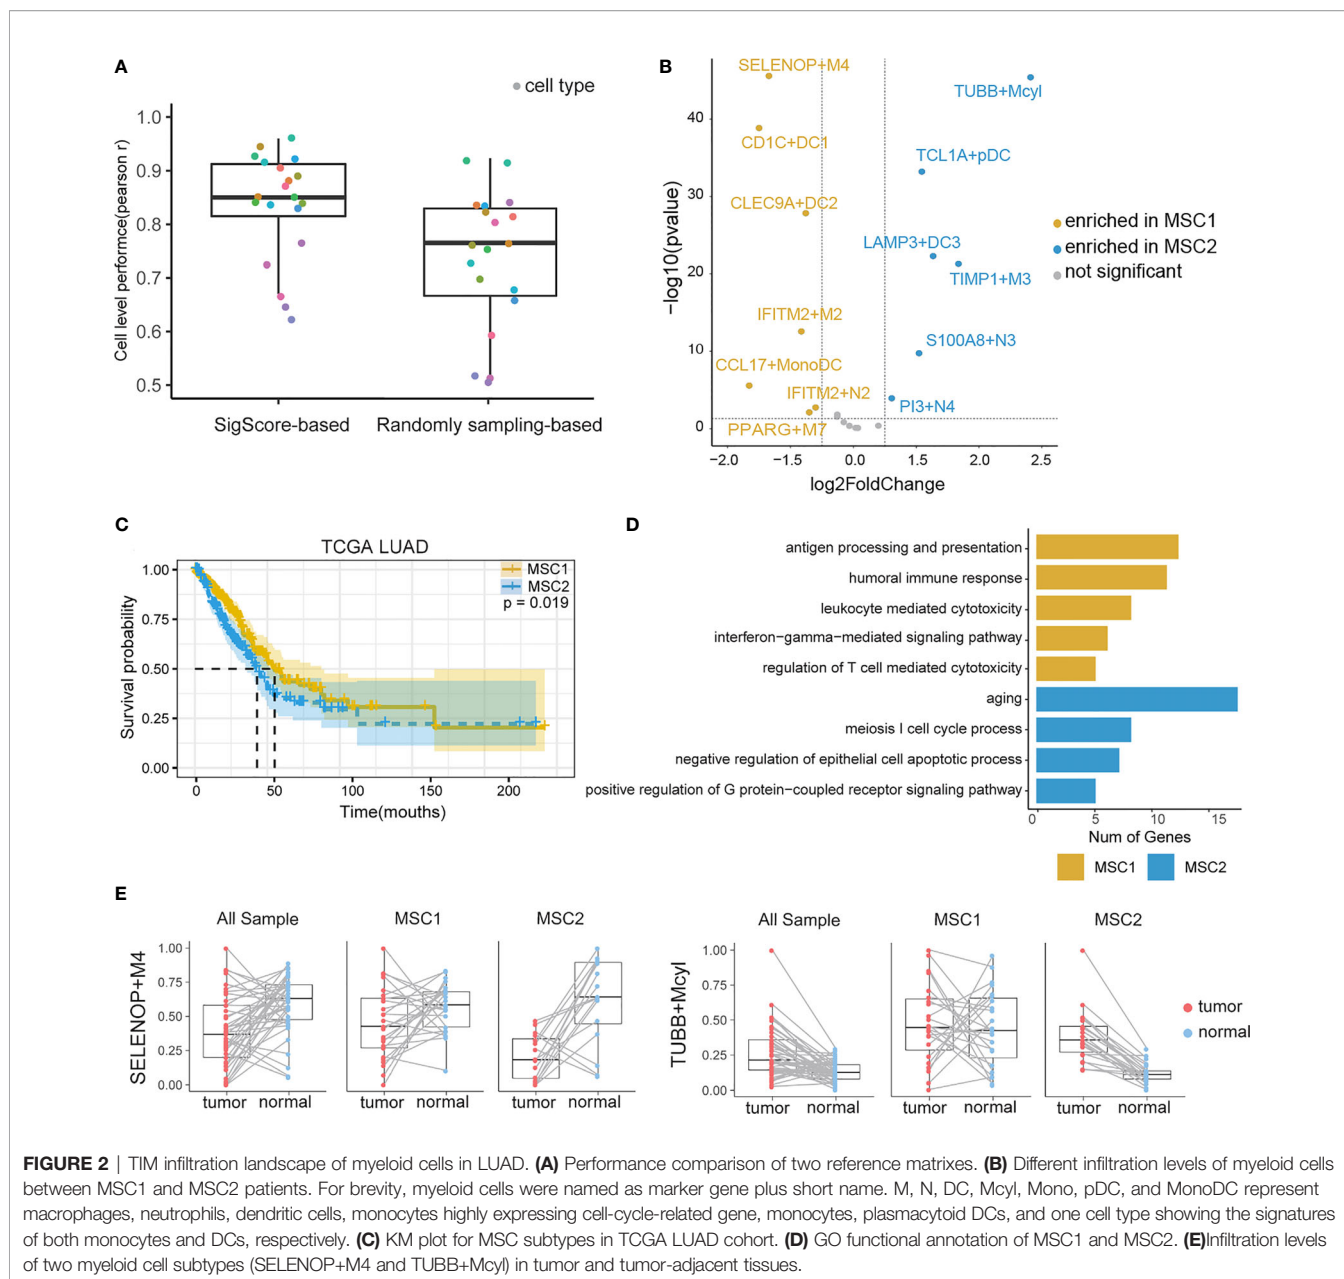 A
cell type
Cell level performce(pearson r)
1.0
0.9
0.8
0.7
0.6
0.5
SigScore-based
Randomly sampling-based
B
−log10(pvalue)
40
30
20
10
0
SELENOP+M4
TUBB+Mcyl
CD1C+DC1
TCL1A+pDC
CLEC9A+DC2
LAMP3+DC3
TIMP1+M3
IFITM2+M2
S100A8+N3
CCL17+MonoDC
IFITM2+N2
PI3+N4
PPARG+M7
−2.0
−1.5
0.0
1.5
2.5
log2FoldChange
enriched in MSC1
enriched in MSC2
not significant
C
TCGA LUAD
Survival probability
1.00
0.75
0.50
0.25
0.00
MSC1
MSC2
p = 0.019
0
50
100
150
200
Time(mouths)
D
antigen processing and presentation
humoral immune response
leukocyte mediated cytotoxicity
interferon−gamma−mediated signaling pathway
regulation of T cell mediated cytotoxicity
aging
meiosis I cell cycle process
negative regulation of epithelial cell apoptotic process
positive regulation of G protein−coupled receptor signaling pathway
0
5
10
15
Num of Genes
MSC1
MSC2
E
All Sample
MSC1
MSC2
SELENOP+M4
1.00
0.75
0.50
0.25
0.00
tumor
normal
tumor
normal
tumor
normal
All Sample
MSC1
MSC2
TUBB+Mcyl
1.00
0.75
0.50
0.25
0.00
tumor
normal
tumor
normal
tumor
normal
tumor
normal
FIGURE 2 | TIM infiltration landscape of myeloid cells in LUAD. (A) Performance comparison of two reference matrixes. (B) Different infiltration levels of myeloid cells
between MSC1 and MSC2 patients. For brevity, myeloid cells were named as marker gene plus short name. M, N, DC, Mcyl, Mono, pDC, and MonoDC represent
macrophages, neutrophils, dendritic cells, monocytes highly expressing cell-cycle-related gene, monocytes, plasmacytoid DCs, and one cell type showing the signatures
of both monocytes and DCs, respectively. (C) KM plot for MSC subtypes in TCGA LUAD cohort. (D) GO functional annotation of MSC1 and MSC2. (E)Infiltration levels
of two myeloid cell subtypes (SELENOP+M4 and TUBB+Mcyl) in tumor and tumor-adjacent tissues.